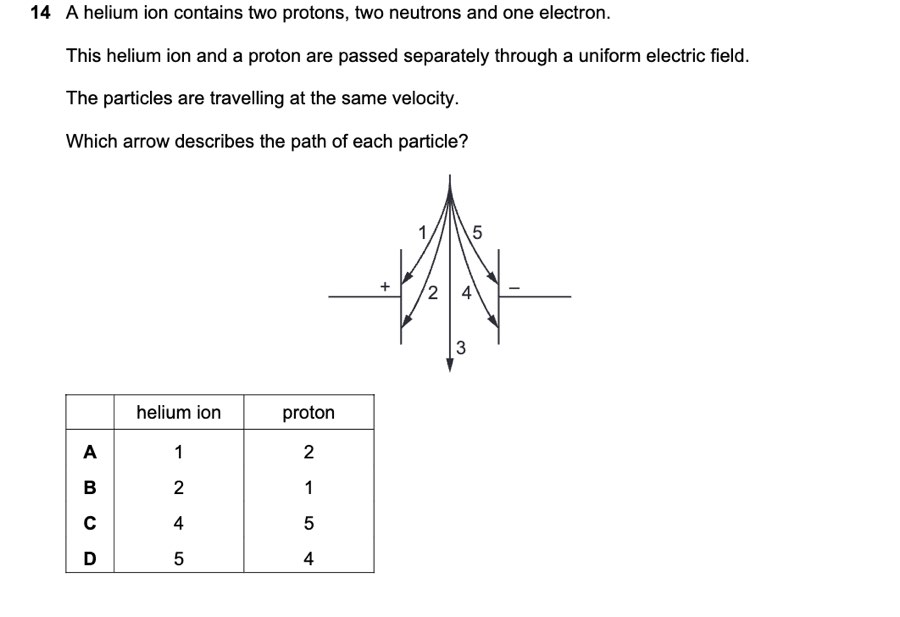 14 A helium ion contains two protons, two neutrons and one electron.
This helium ion and a proton are passed separately through a uniform electric field.
The particles are travelling at the same velocity.
Which arrow describes the path of each particle?
1 5
+ 2 4 –
3
helium ion proton
A 1 2
B 2 1
C 4 5
D 5 4